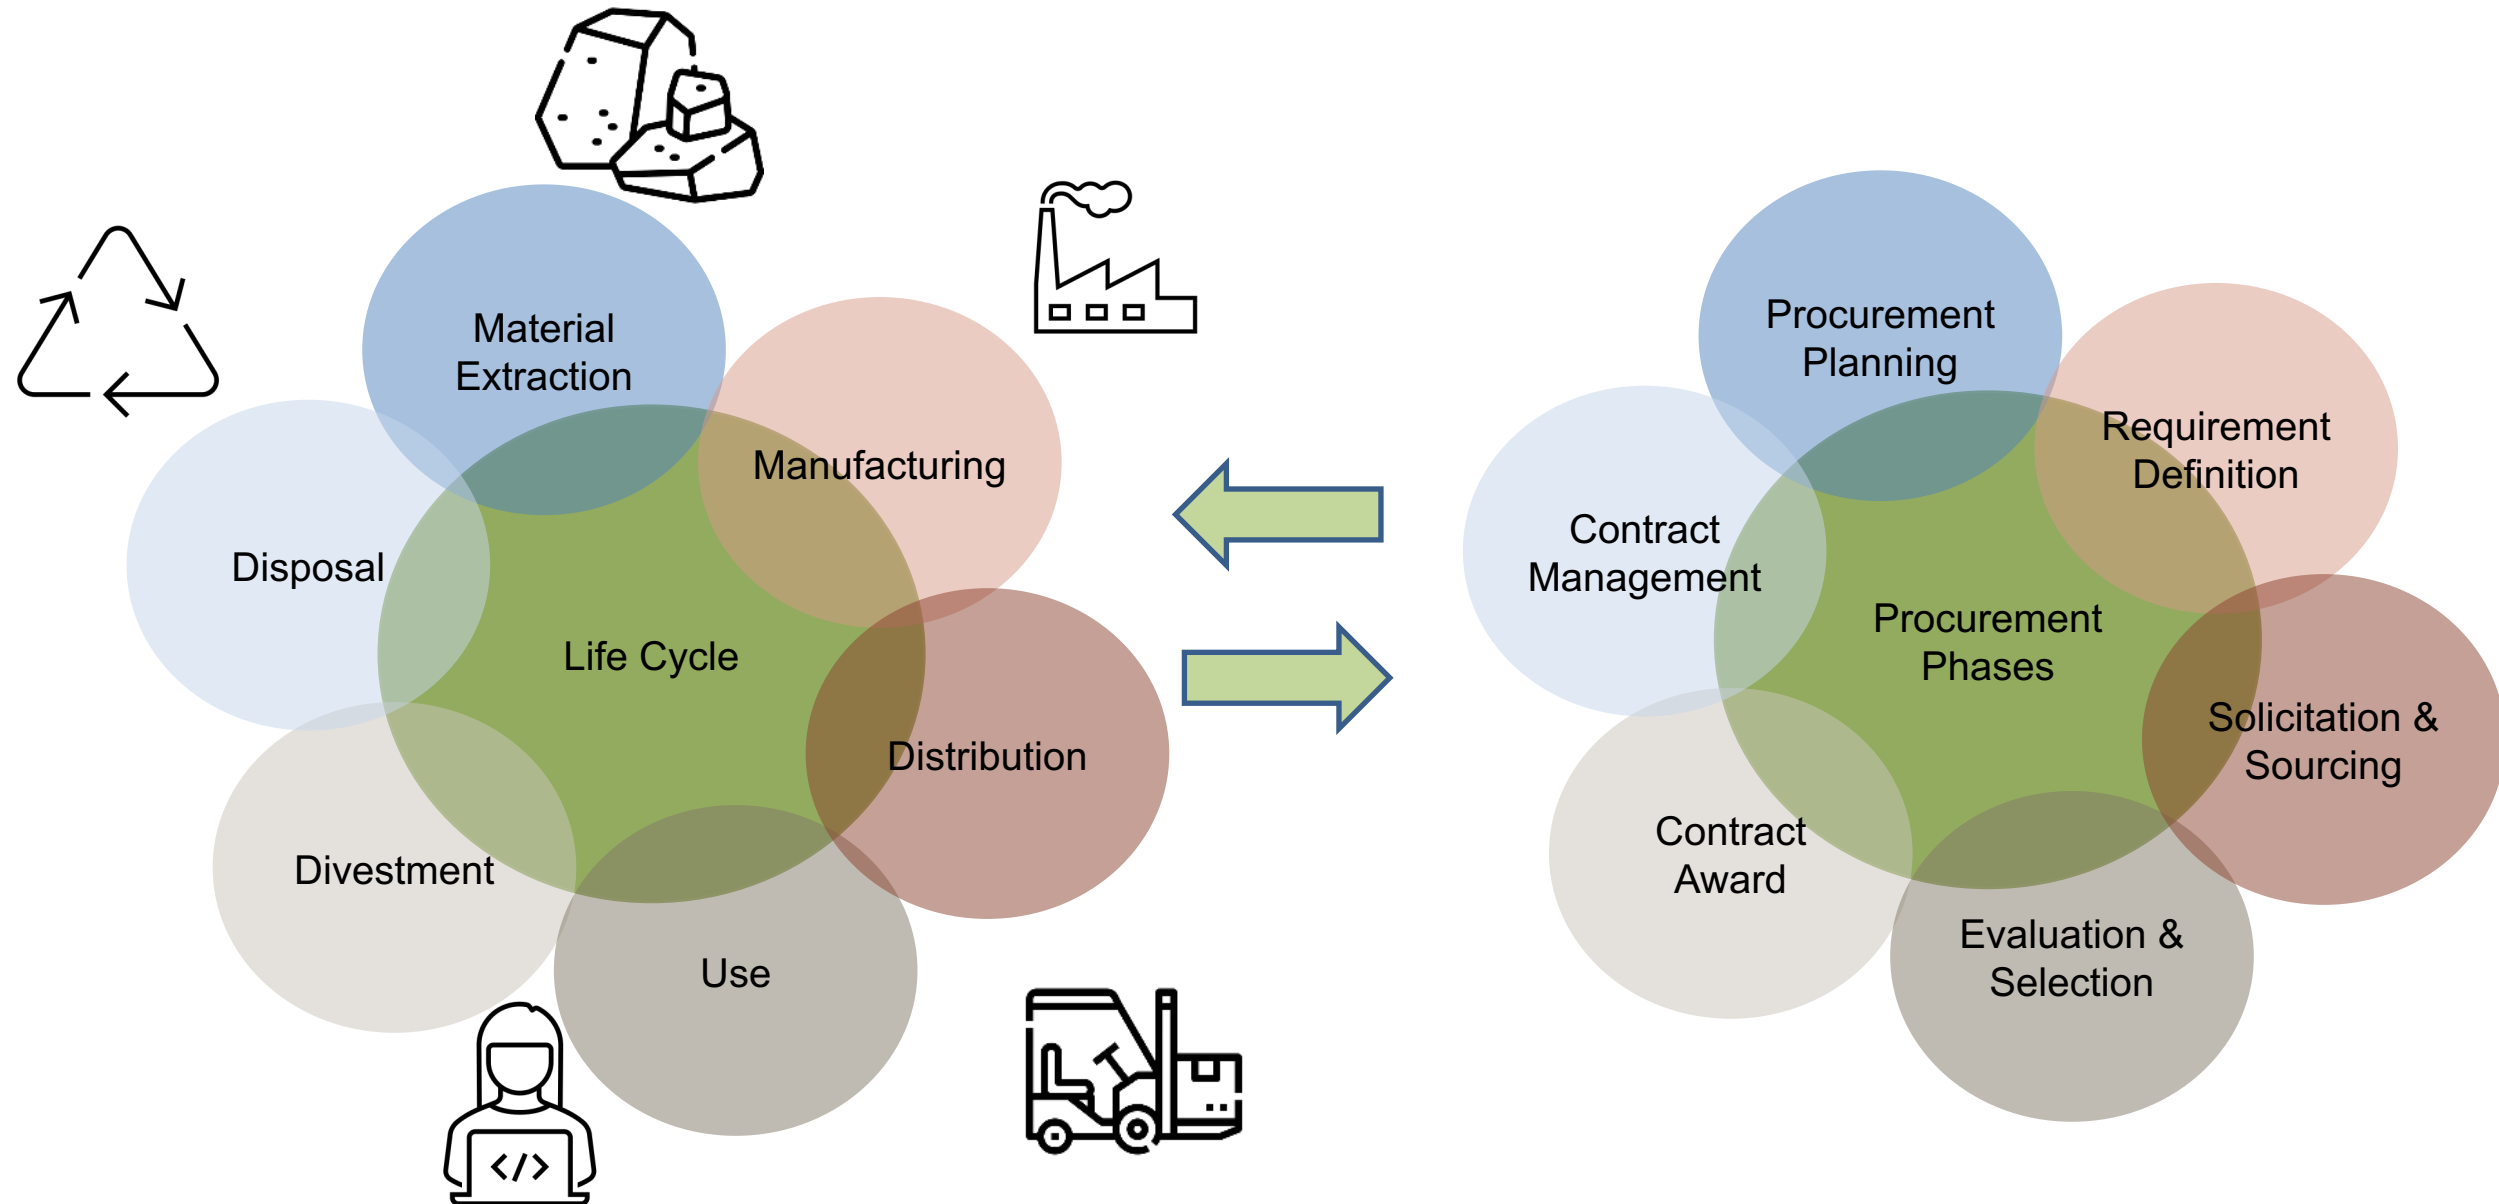 Material
Extraction
Manufacturing
Distribution
Use
Divestment
Disposal
Life Cycle
Procurement
Planning
Requirement
Definition
Solicitation &
Sourcing
Evaluation &
Selection
Contract
Award
Contract
Management
Procurement
Phases